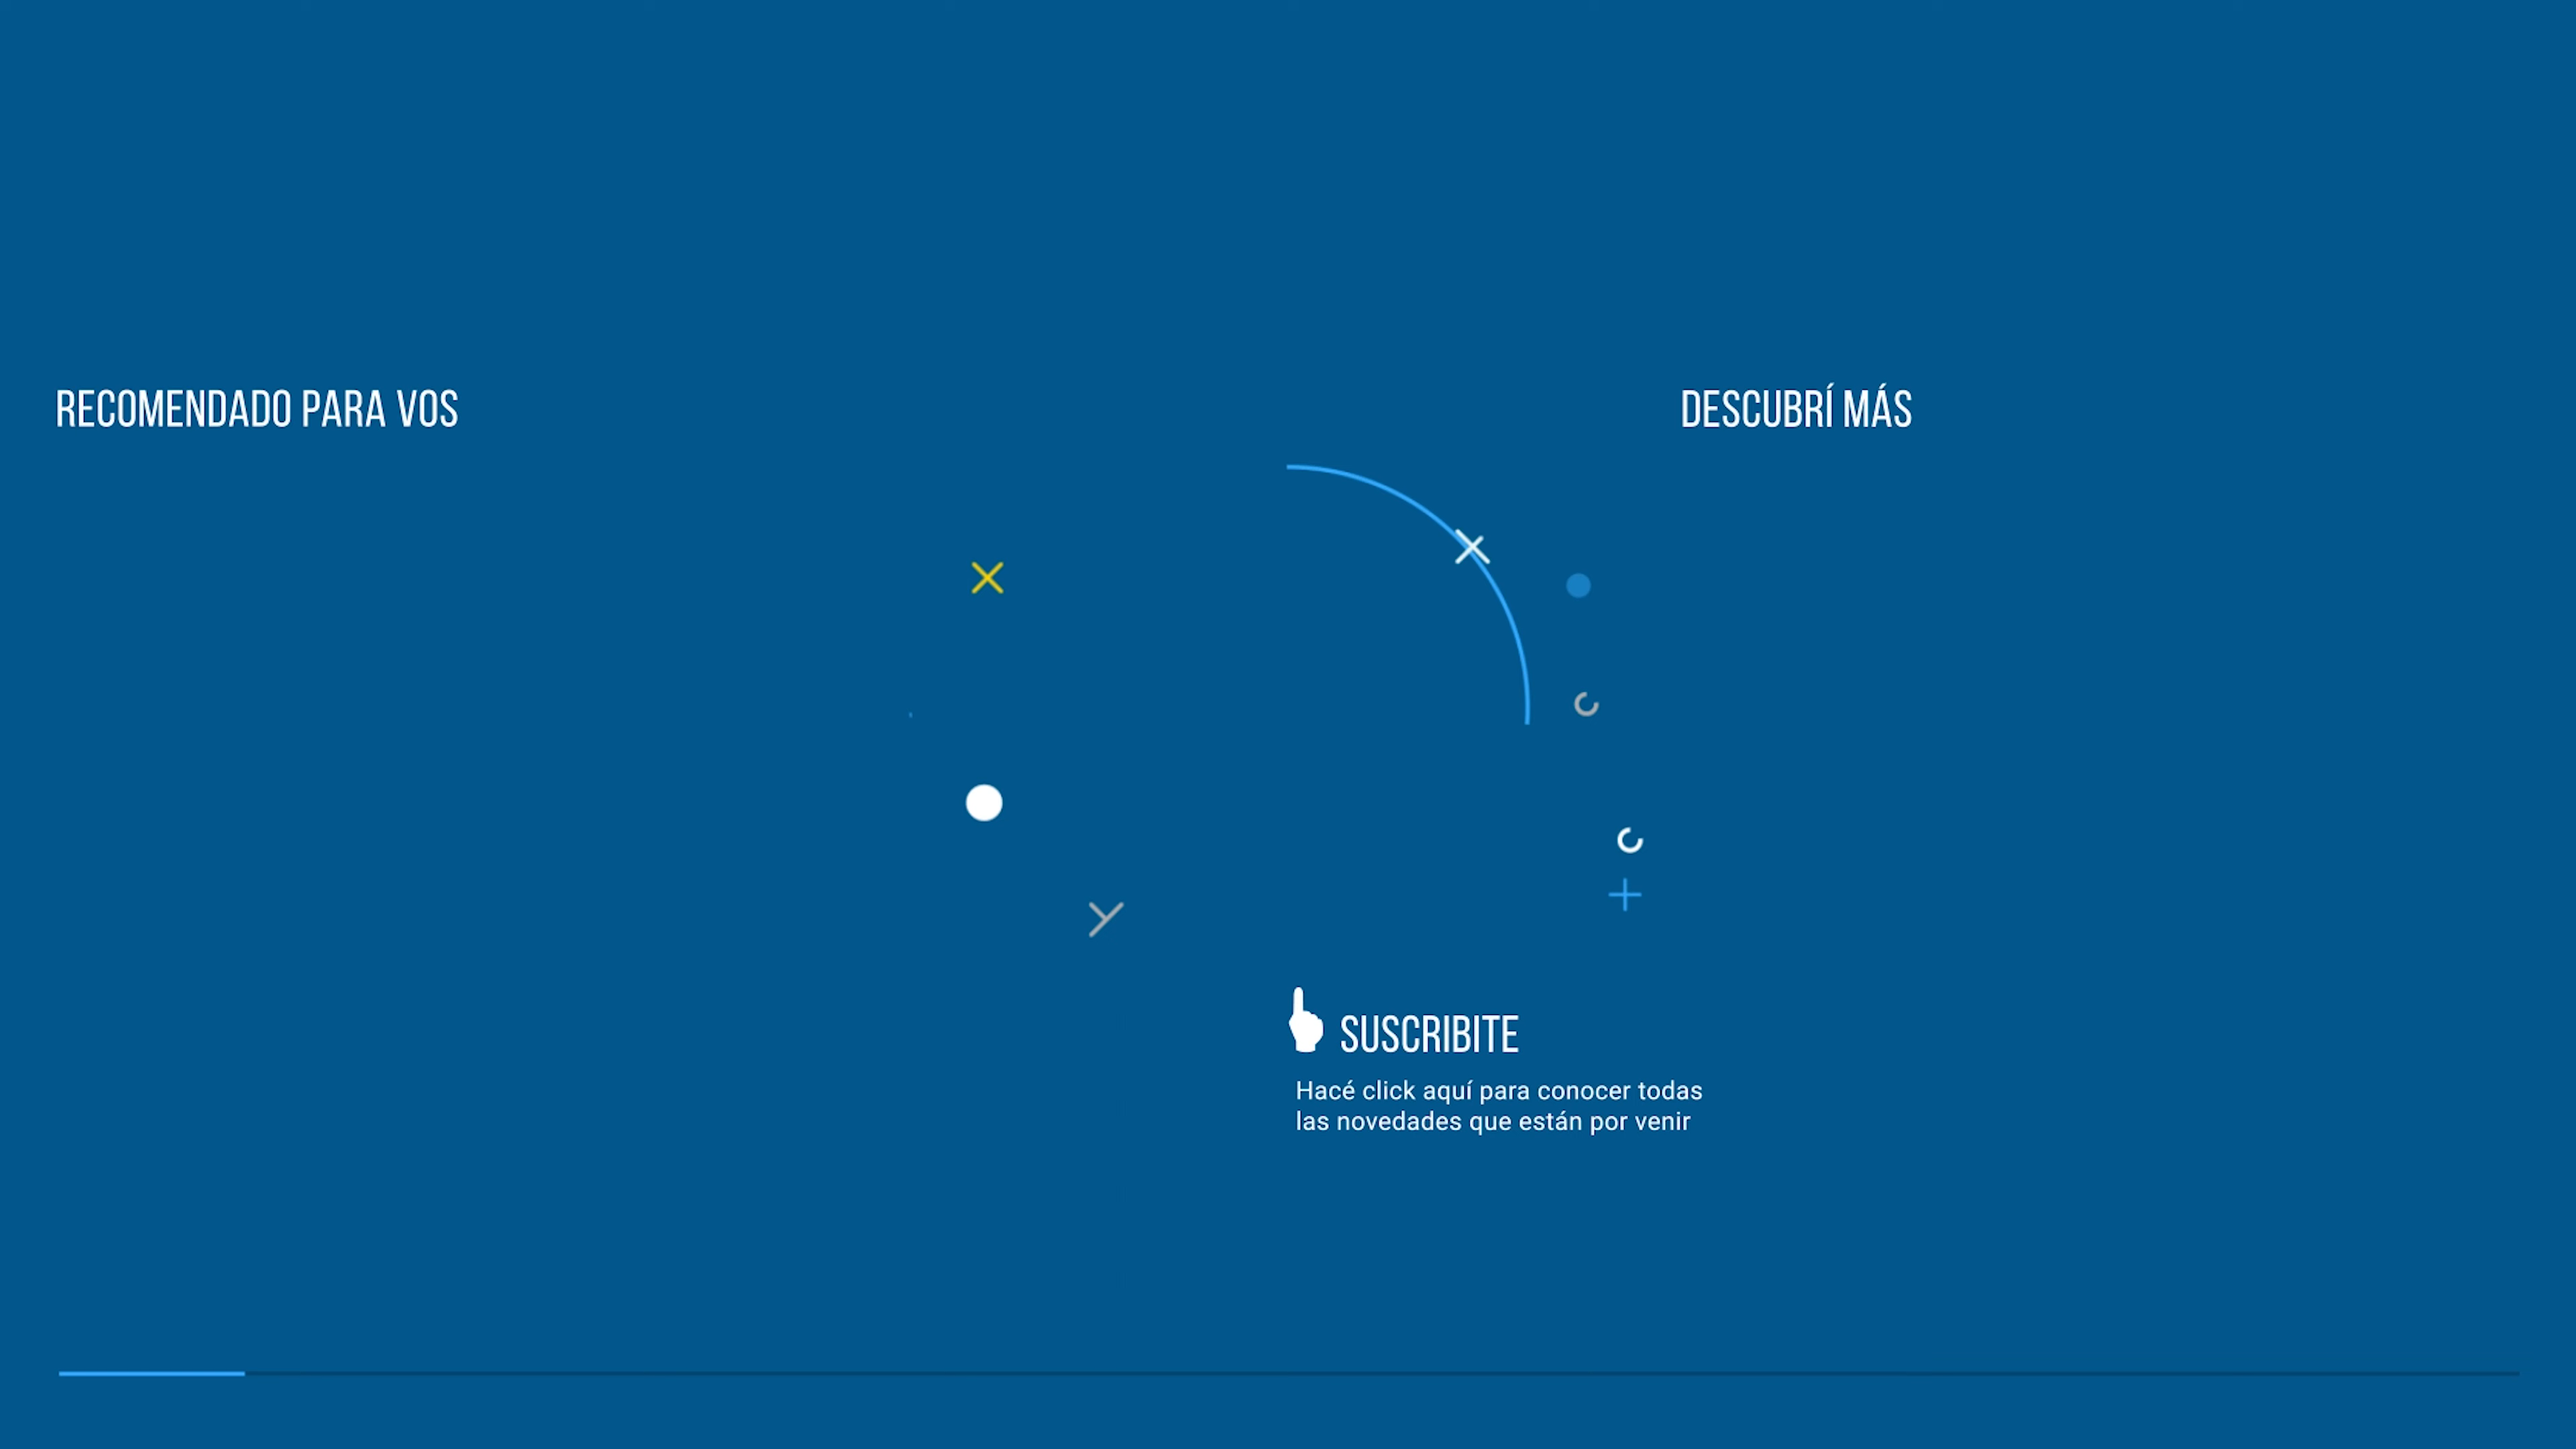 RECOMENDADO PARA VOS
DESCUBRÍ MÁS
SUSCRIBITE
Hacé click aquí para conocer todas
las novedades que están por venir